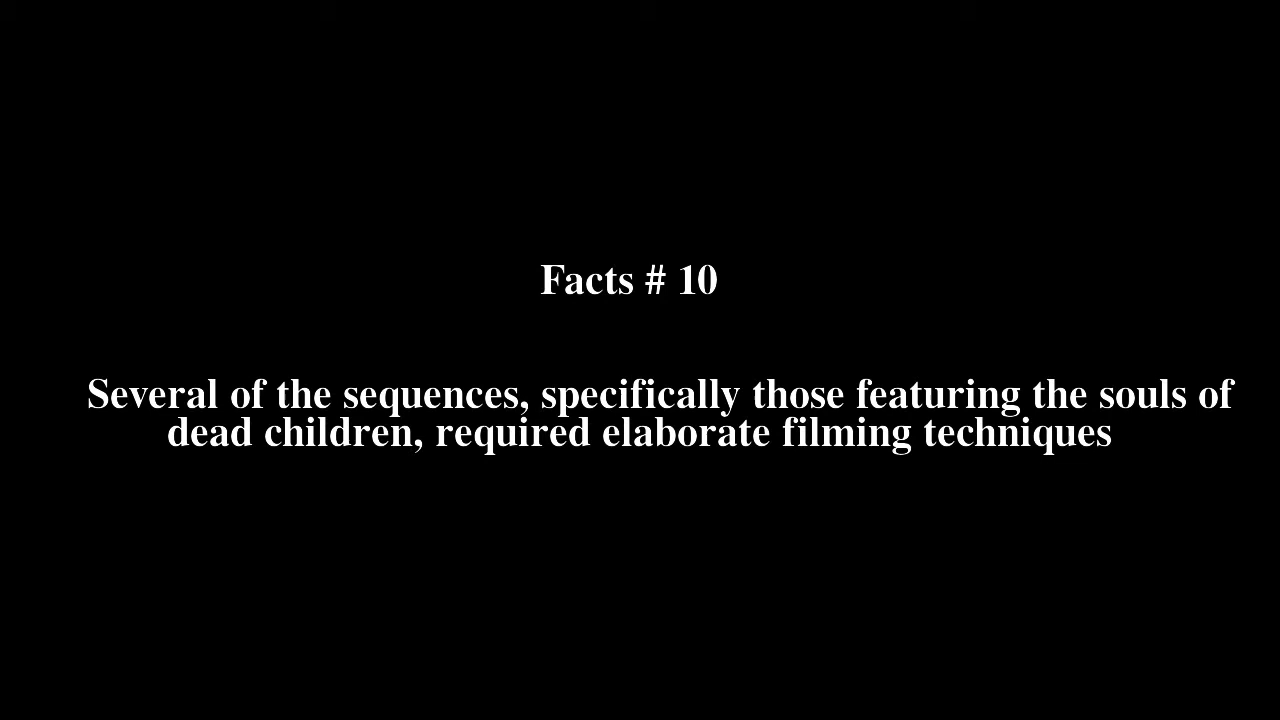 Facts # 10
Several of the sequences, specifically those featuring the souls of
dead children, required elaborate filming techniques